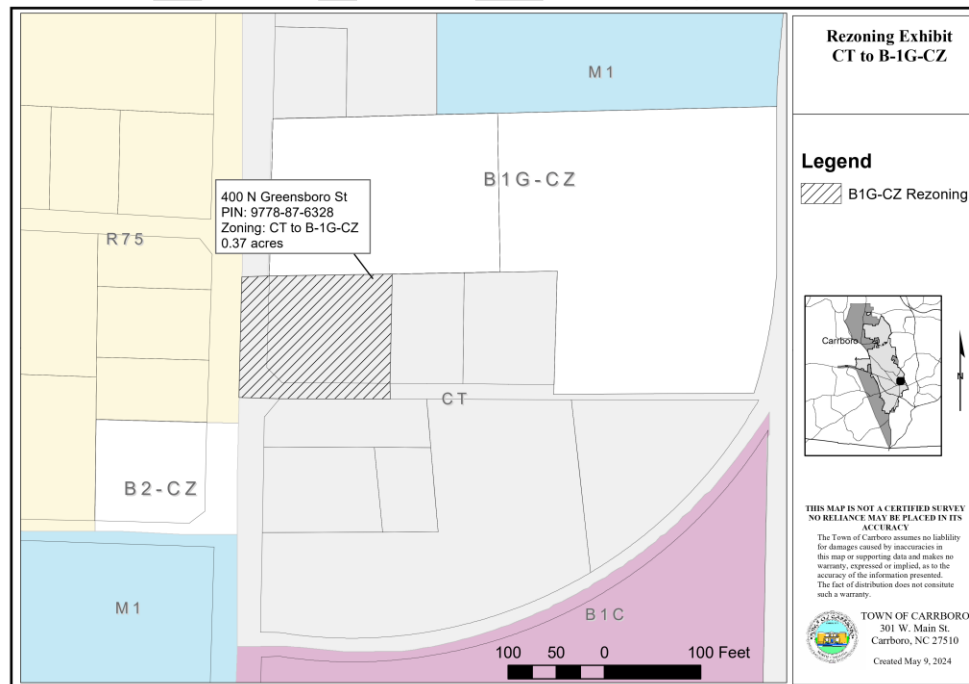 M1
B1G-CZ
400 N Greensboro St
PIN: 9778-87-6328
Zoning: CT to B-1G-CZ
0.37 acres
R75
CT
B2-CZ
M1
B1C
100 50 0 100 Feet
Rezoning Exhibit
CT to B-1G-CZ
Legend
B1G-CZ Rezoning
Carrboro
N
THIS MAP IS NOT A CERTIFIED SURVEY
NO RELIANCE MAY BE PLACED IN ITS
ACCURACY
The Town of Carrboro assumes no liablility
for damages caused by inaccuracies in
this map or supporting data and makes no
warranty, expressed or implied, as to the
accuracy of the information presented.
The fact of distribution does not consitute
such a warranty.
TOWN OF CARRBORO
301 W. Main St.
Carrboro, NC 27510
Created May 9, 2024